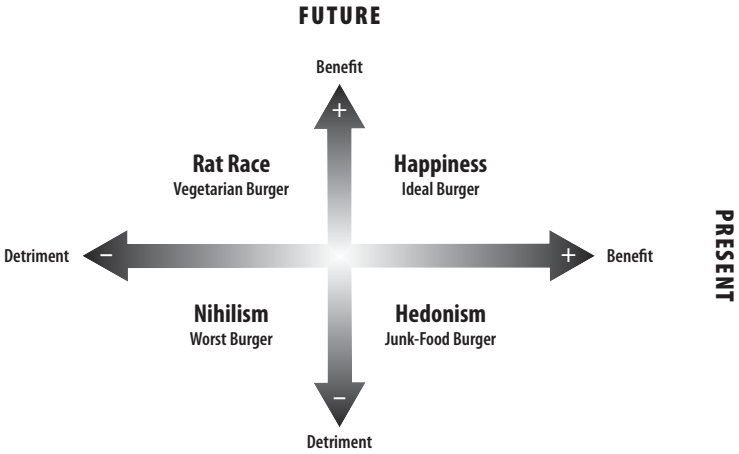 FUTURE
Benefit
+
Rat Race
Vegetarian Burger
Happiness
Ideal Burger
Detriment
−
+
Benefit
PRESENT
Nihilism
Worst Burger
Hedonism
Junk-Food Burger
−
Detriment